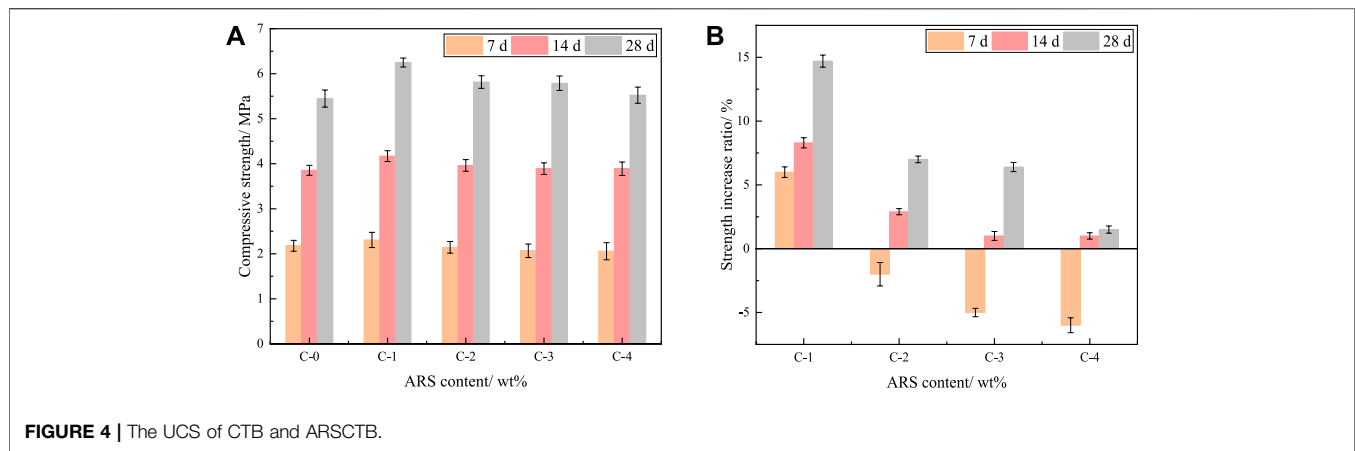 A
7 d 14 d 28 d
7
6
5
4
3
2
1
0
Compressive strength/ MPa
C-0 C-1 C-2 C-3 C-4
ARS content/ wt%
B
7 d 14 d 28 d
15
10
5
0
-5
Strength increase ratio/ %
C-1 C-2 C-3 C-4
ARS content/ wt%
FIGURE 4 | The UCS of CTB and ARSCTB.